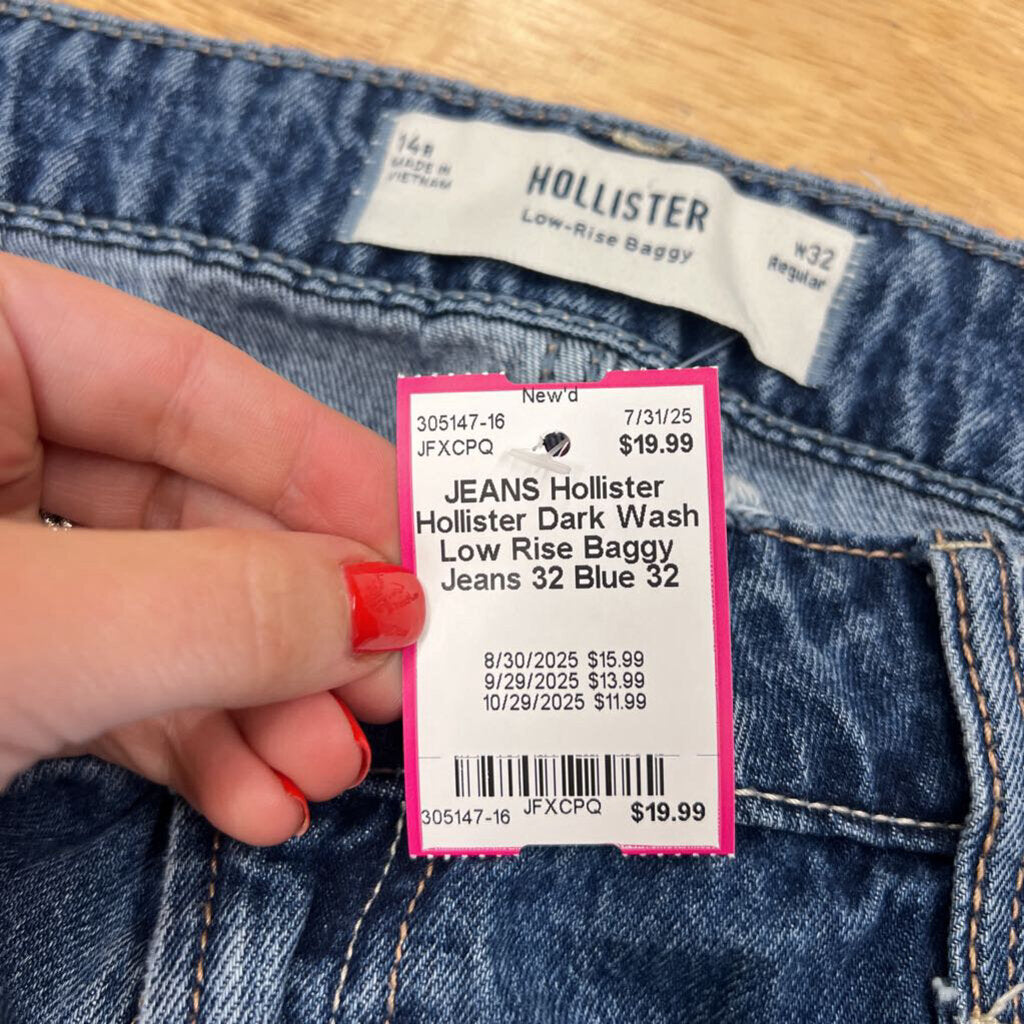 14R
MADE IN
VIETNAM
HOLLISTER
Low-Rise Baggy
W32
Regular
New'd
305147-16 7/31/25
JFXCPQ $19.99
JEANS Hollister
Hollister Dark Wash
Low Rise Baggy
Jeans 32 Blue 32
8/30/2025 $15.99
9/29/2025 $13.99
10/29/2025 $11.99
305147-16 JFXCPQ $19.99